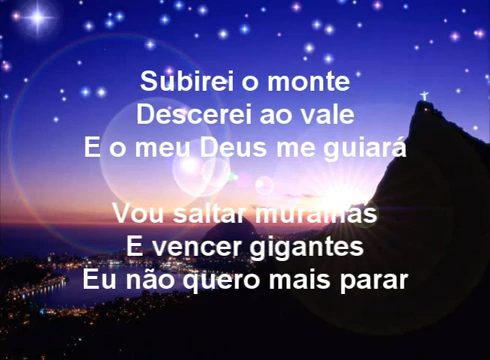 Subirei o monte
Descerei ao vale
E o meu Deus me guiará
Vou saltar muralhas
E vencer gigantes
Eu não quero mais parar